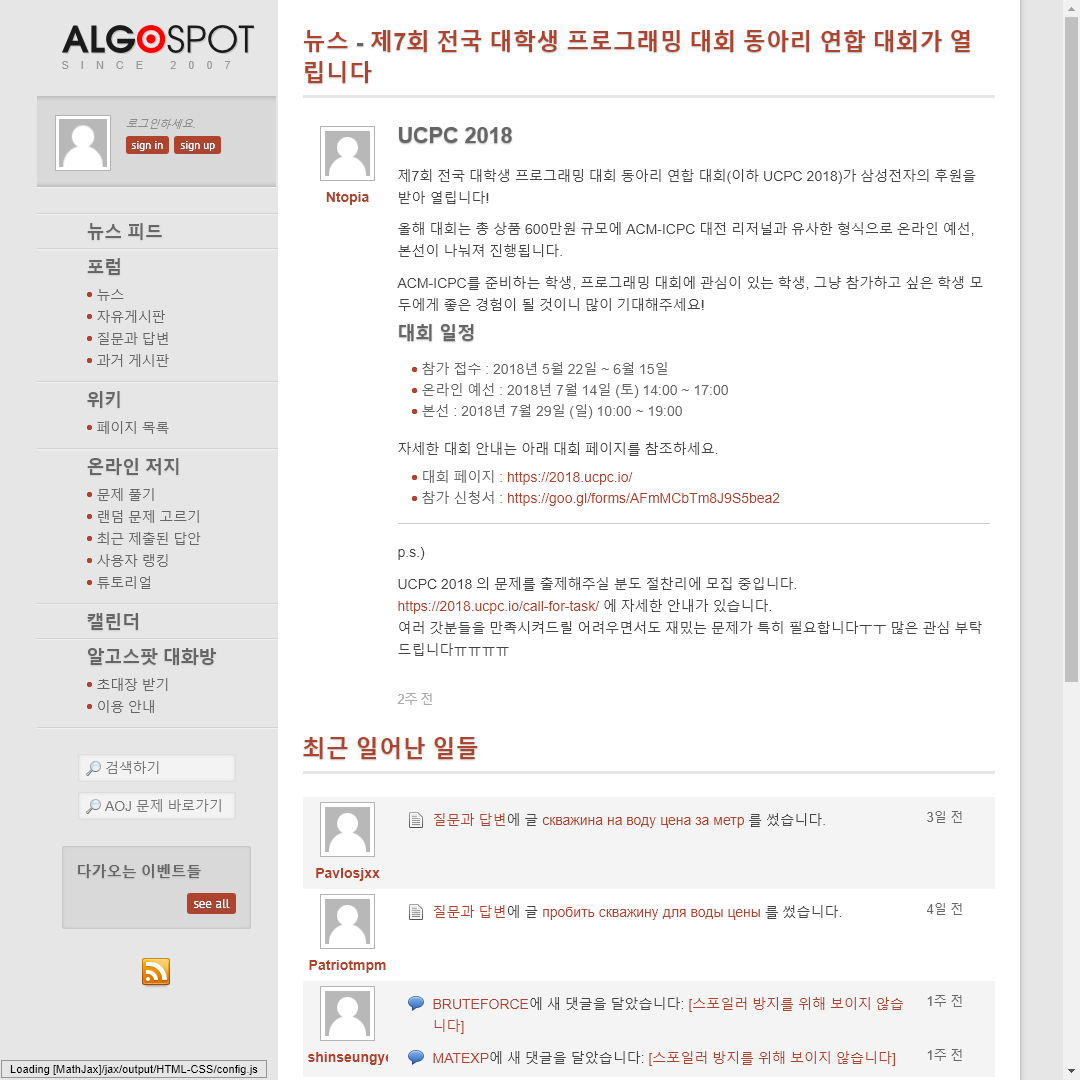 ALGOSPOT
SINCE 2007
로그인하세요.
sign in sign up
뉴스 피드
포럼
뉴스
자유게시판
질문과 답변
과거 게시판
위키
페이지 목록
온라인 저지
문제 풀기
랜덤 문제 고르기
최근 제출된 답안
사용자 랭킹
튜토리얼
캘린더
알고스팟 대화방
초대장 받기
이용 안내
검색하기
AOJ 문제 바로가기
다가오는 이벤트들
see all
Loading [MathJax]/jax/output/HTML-CSS/config.js
뉴스 - 제7회 전국 대학생 프로그래밍 대회 동아리 연합 대회가 열
립니다
Ntopia
UCPC 2018
제7회 전국 대학생 프로그래밍 대회 동아리 연합 대회(이하 UCPC 2018)가 삼성전자의 후원을
받아 열립니다!
올해 대회는 총 상품 600만원 규모에 ACM-ICPC 대전 리저널과 유사한 형식으로 온라인 예선,
본선이 나눠져 진행됩니다.
ACM-ICPC를 준비하는 학생, 프로그래밍 대회에 관심이 있는 학생, 그냥 참가하고 싶은 학생 모
두에게 좋은 경험이 될 것이니 많이 기대해주세요!
대회 일정
참가 접수 : 2018년 5월 22일 ~ 6월 15일
온라인 예선 : 2018년 7월 14일 (토) 14:00 ~ 17:00
본선 : 2018년 7월 29일 (일) 10:00 ~ 19:00
자세한 대회 안내는 아래 대회 페이지를 참조하세요.
대회 페이지 : https://2018.ucpc.io/
참가 신청서 : https://goo.gl/forms/AFmMCbTm8J9S5bea2
p.s.)
UCPC 2018 의 문제를 출제해주실 분도 절찬리에 모집 중입니다.
https://2018.ucpc.io/call-for-task/ 에 자세한 안내가 있습니다.
여러 갓분들을 만족시켜드릴 어려우면서도 재밌는 문제가 특히 필요합니다ㅜㅜ 많은 관심 부탁
드립니다ㅠㅠㅠㅠ
2주 전
최근 일어난 일들
Pavlosjxx
질문과 답변에 글 скважина на воду цена за метр 를 썼습니다.
3일 전
Patriotmpm
질문과 답변에 글 пробить скважину для воды цены 를 썼습니다.
4일 전
shinseungye
BRUTEFORCE에 새 댓글을 달았습니다: [스포일러 방지를 위해 보이지 않습
니다]
1주 전
MATEXP에 새 댓글을 달았습니다: [스포일러 방지를 위해 보이지 않습니다]
1주 전